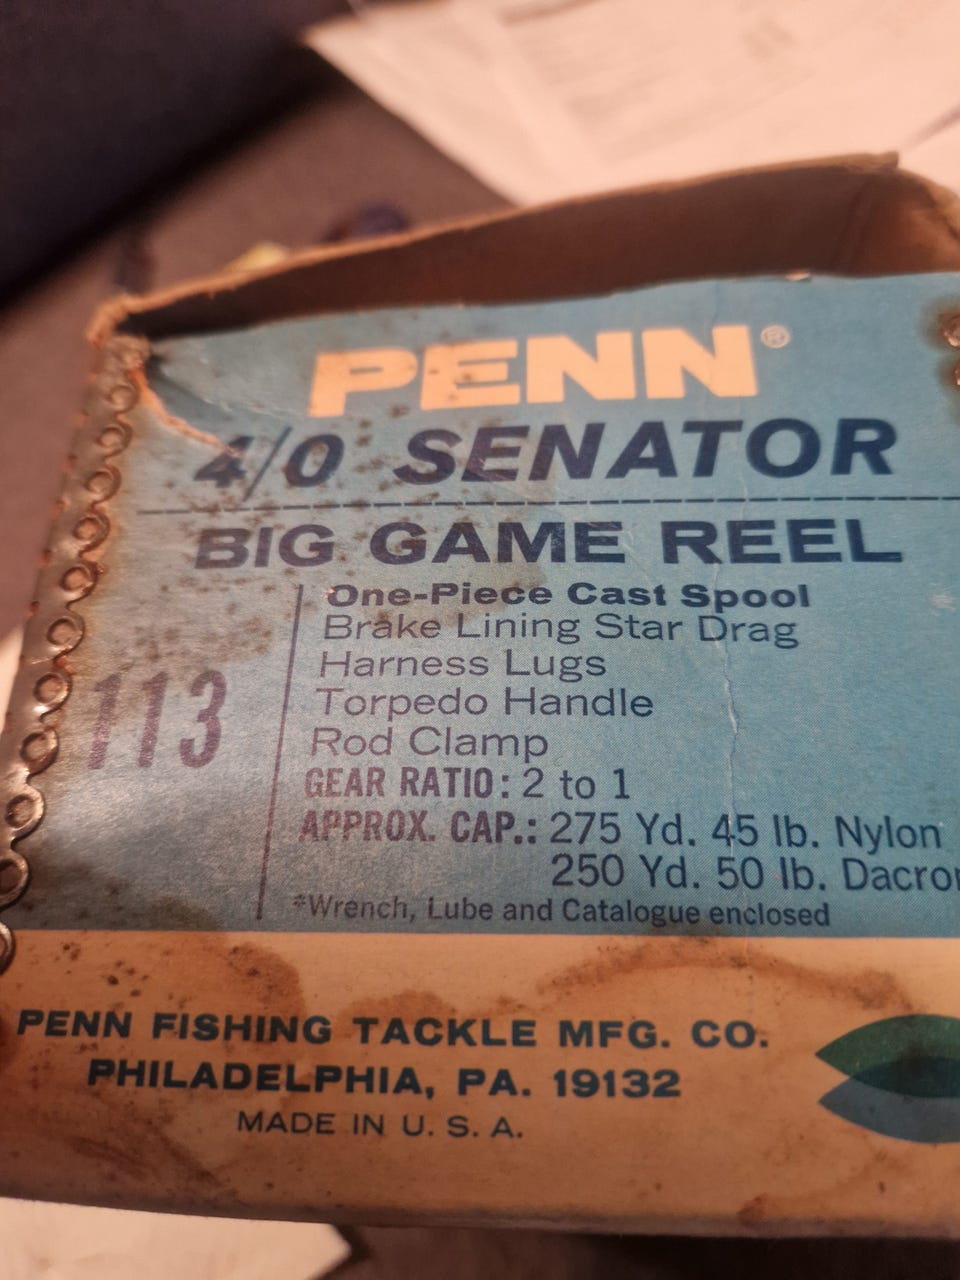 PENN®
4/0 SENATOR
BIG GAME REEL
One-Piece Cast Spool
Brake Lining Star Drag
Harness Lugs
Torpedo Handle
Rod Clamp
113
GEAR RATIO: 2 to 1
APPROX. CAP.: 275 Yd. 45 lb. Nylon
250 Yd. 50 lb. Dacron
*Wrench, Lube and Catalogue enclosed
PENN FISHING TACKLE MFG. CO.
PHILADELPHIA, PA. 19132
MADE IN U. S. A.